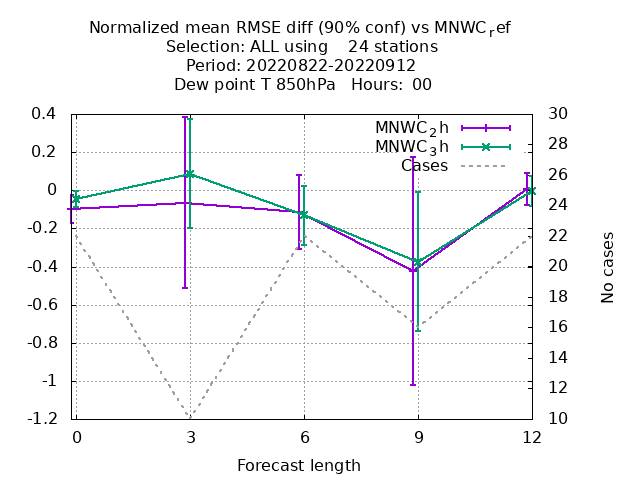 Normalized mean RMSE diff (90% conf) vs MNWCref
Selection: ALL using    24 stations
Period: 20220822-20220912
Dew point T 850hPa   Hours:  00
MNWC2h
MNWC3h
Cases
0.4
0.2
0
-0.2
-0.4
-0.6
-0.8
-1
-1.2
30
28
26
24
22
20
18
16
14
12
10
No cases
0 3 6 9 12
Forecast length